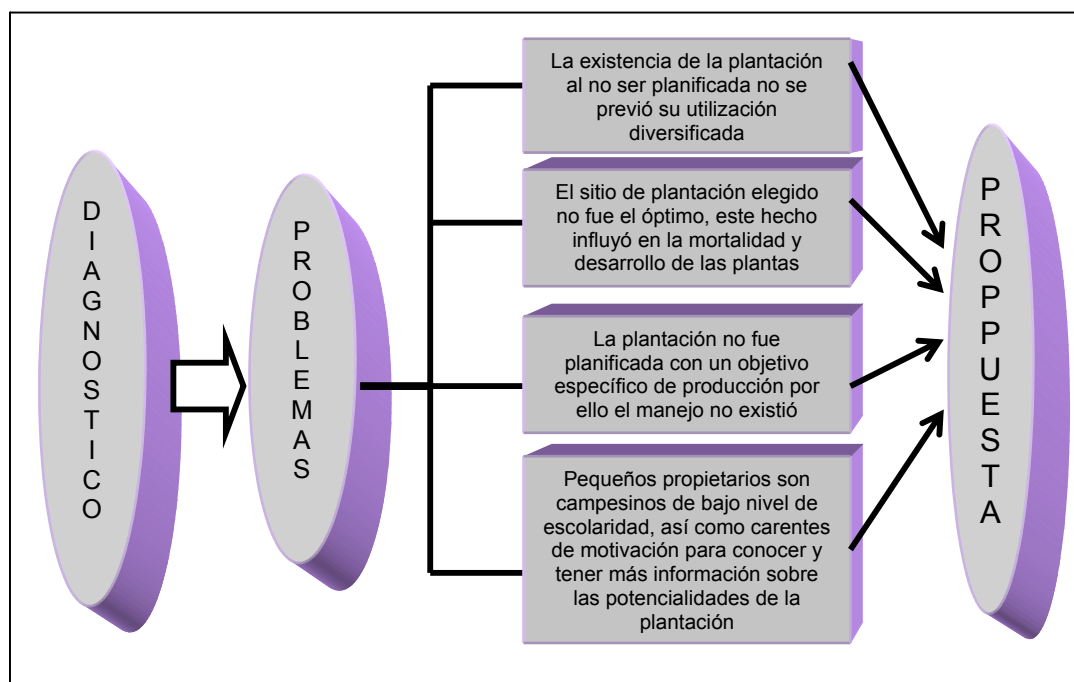 DIAGNOSTICO
PROBLEMAS
La existencia de la plantación
al no ser planificada no se
previó su utilización
diversificada
El sitio de plantación elegido
no fue el óptimo, este hecho
influyó en la mortalidad y
desarrollo de las plantas
La plantación no fue
planificada con un objetivo
específico de producción por
ello el manejo no existió
Pequeños propietarios son
campesinos de bajo nivel de
escolaridad, así como carentes
de motivación para conocer y
tener más información sobre
las potencialidades de la
plantación
PROPPUESTA